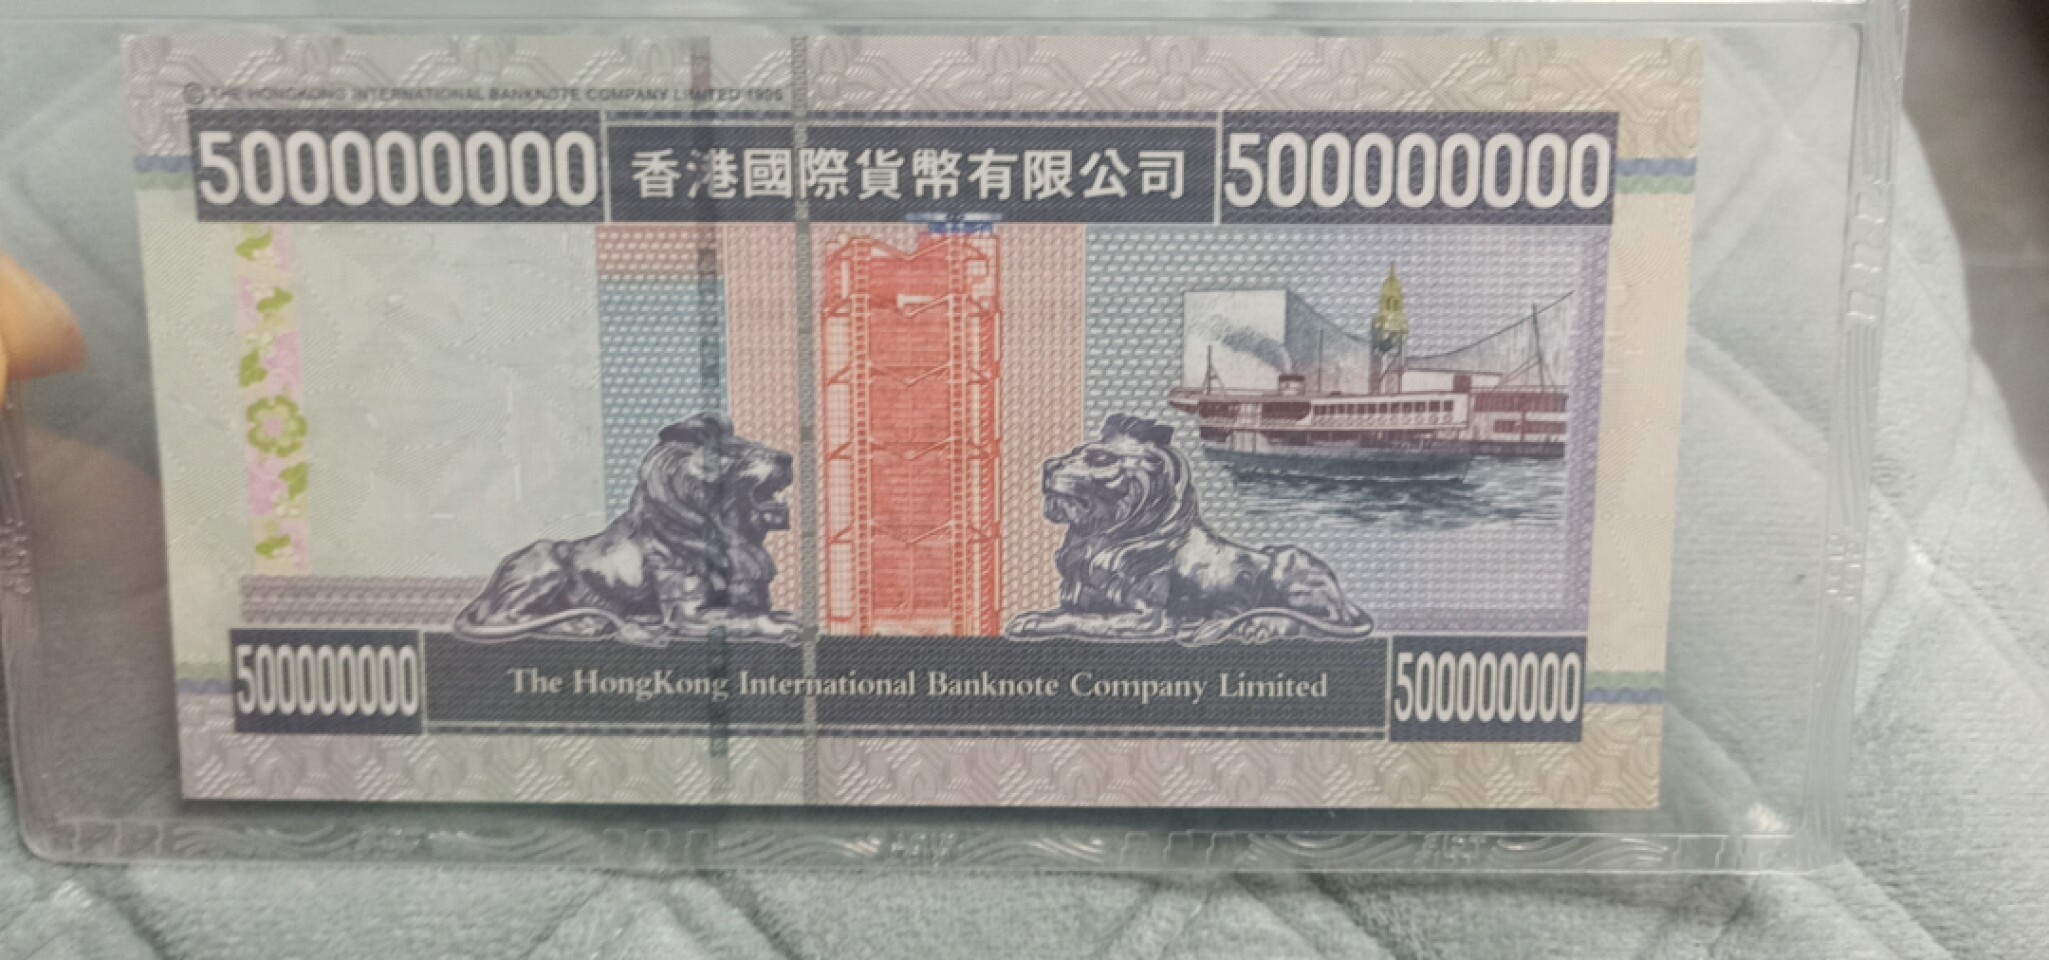 © THE HONGKONG INTERNATIONAL BANKNOTE COMPANY LIMITED 1996
500000000 香港國際貨幣有限公司 500000000
500000000 The HongKong International Banknote Company Limited 500000000